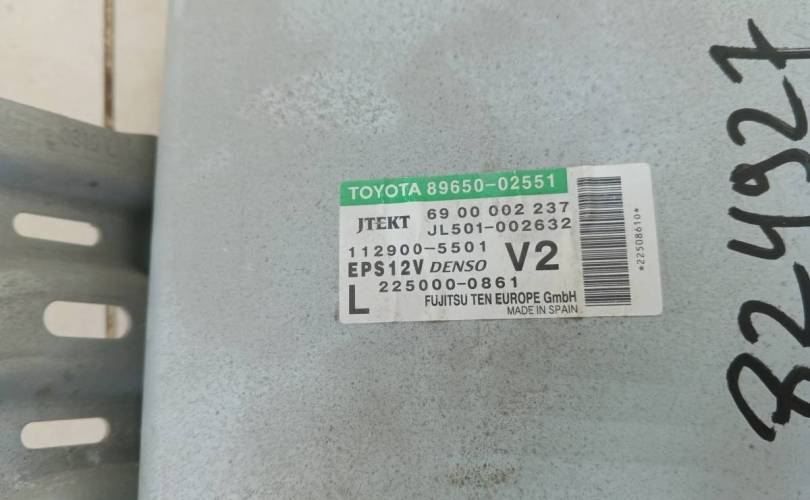 TOYOTA 89650-02551
JTEKT 69 00 002 237
JL501-002632
112900-5501 V2
EPS12V DENSO
L 225000-0861
FUJITSU TEN EUROPE GmbH
MADE IN SPAIN
*22508610*
824927